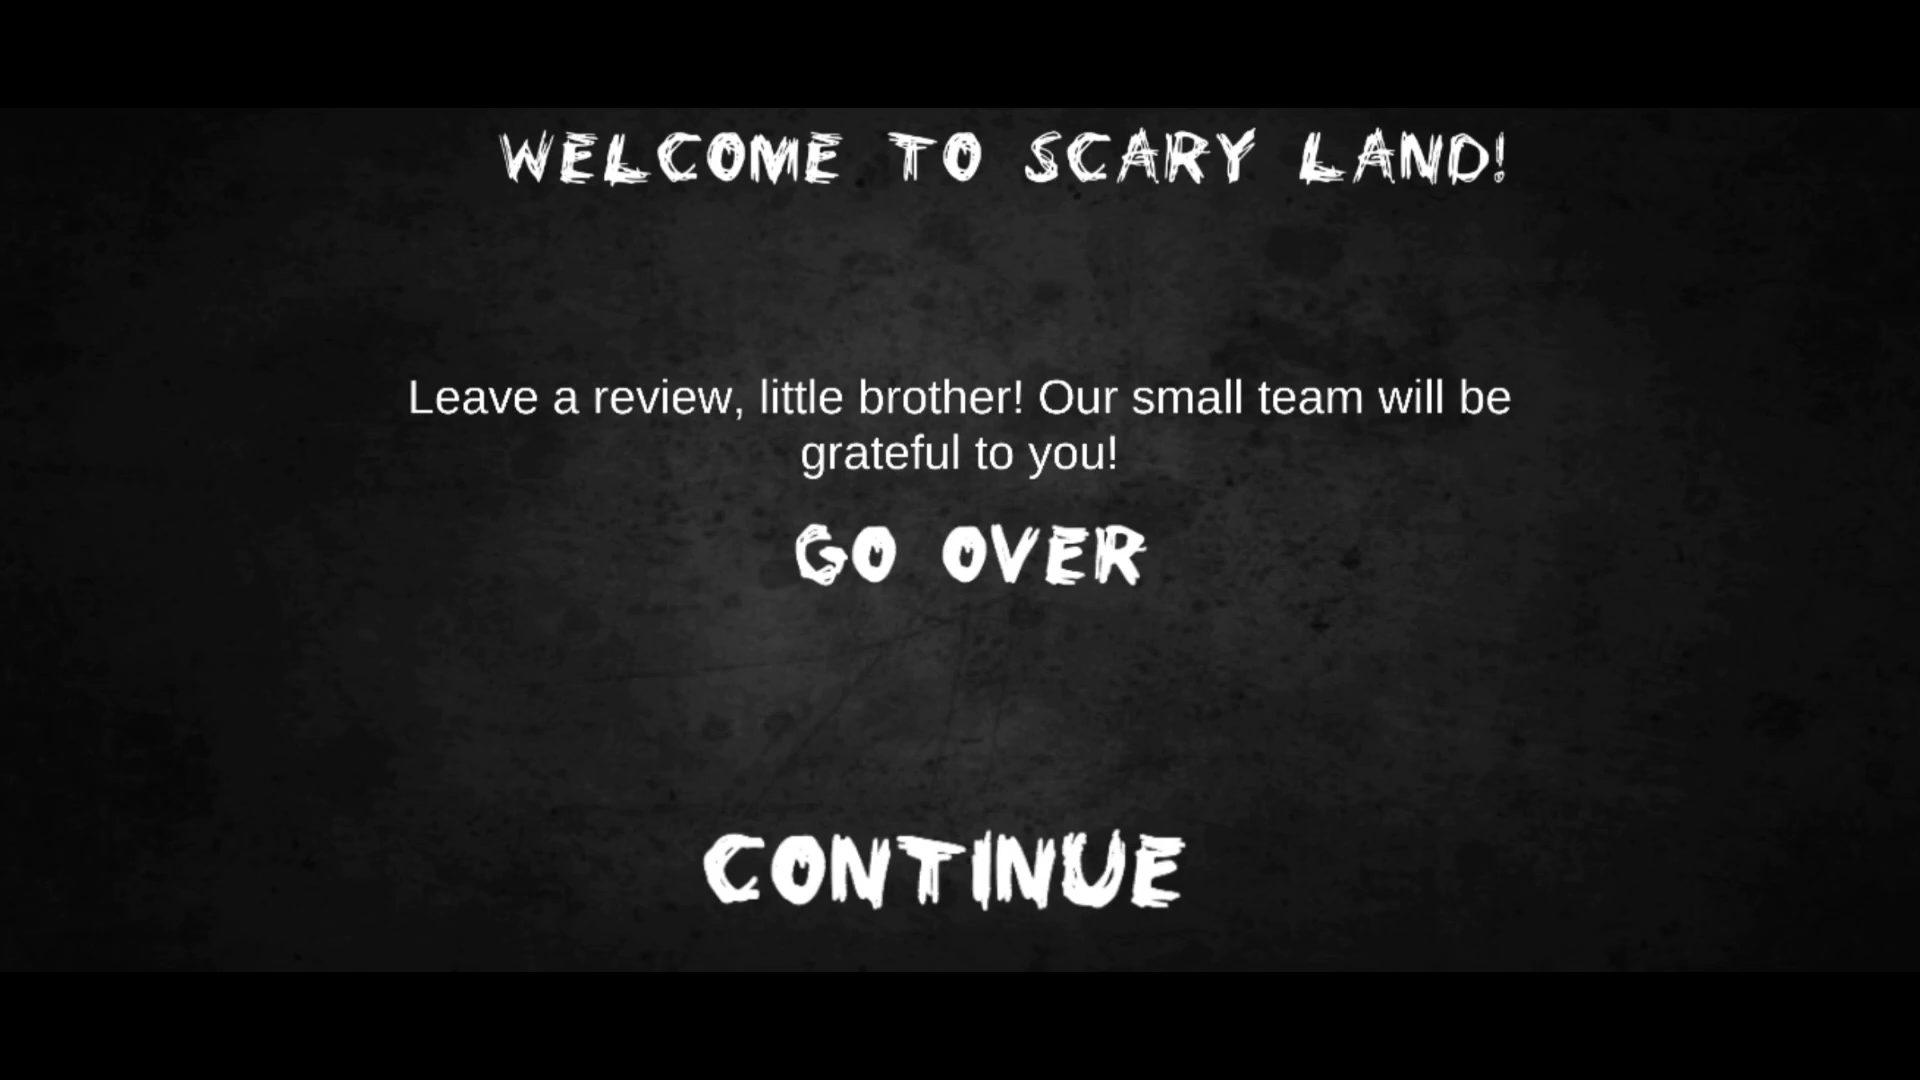 WELCOME TO SCARY LAND!
Leave a review, little brother! Our small team will be
grateful to you!
GO OVER
CONTINUE